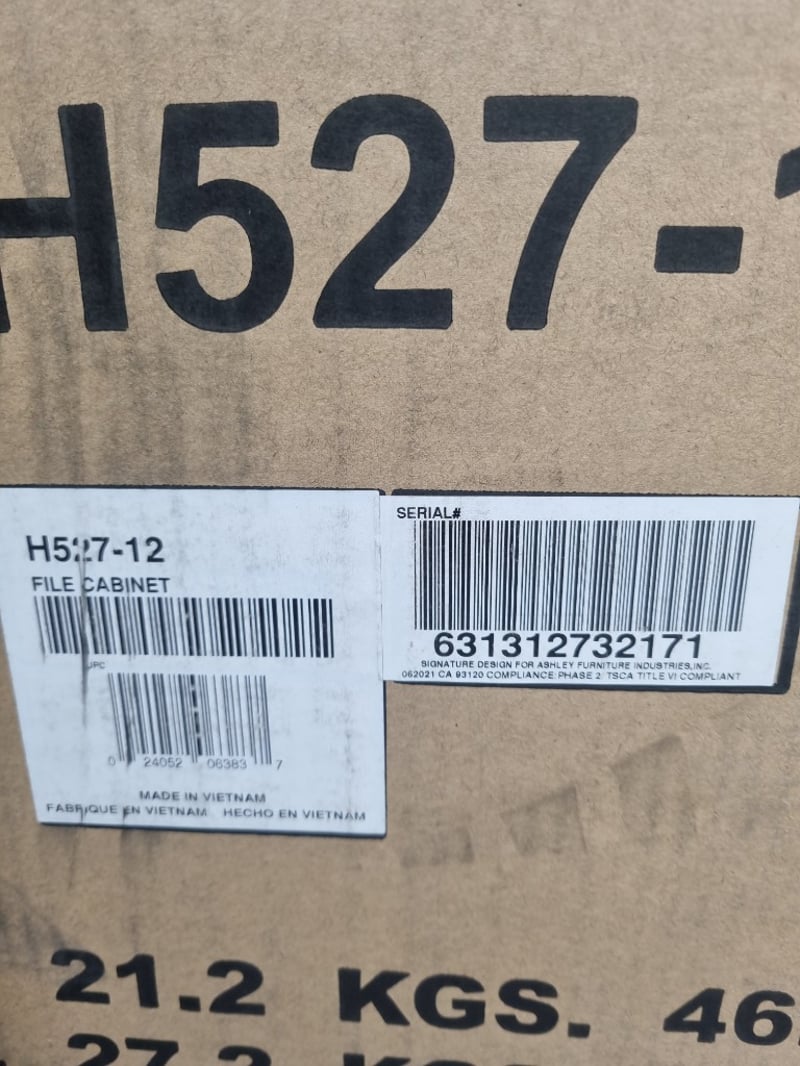 H527-
H527-12
FILE CABINET
UPC
0 24052 06383 7
MADE IN VIETNAM
FABRIQUE EN VIETNAM HECHO EN VIETNAM
SERIAL#
631312732171
SIGNATURE DESIGN FOR ASHLEY FURNITURE INDUSTRIES,INC.
062021 CA 93120 COMPLIANCE: PHASE 2 TSCA TITLE VI COMPLIANT
21.2 KGS. 46.